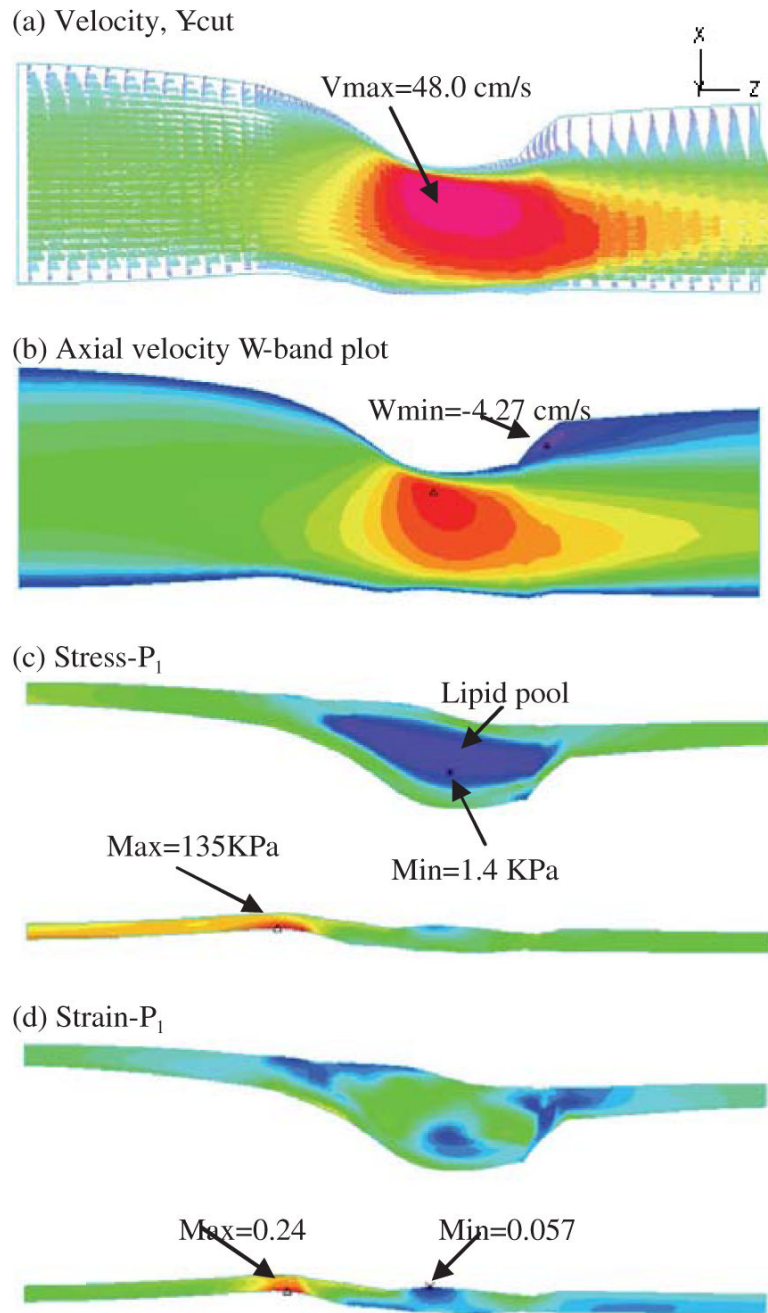 (a) Velocity, Y-cut
X
Vmax=48.0 cm/s
Y
Z
(b) Axial velocity W-band plot
Wmin=-4.27 cm/s
(c) Stress-P₁
Lipid pool
Max=135KPa
Min=1.4 KPa
(d) Strain-P₁
Max=0.24
Min=0.057